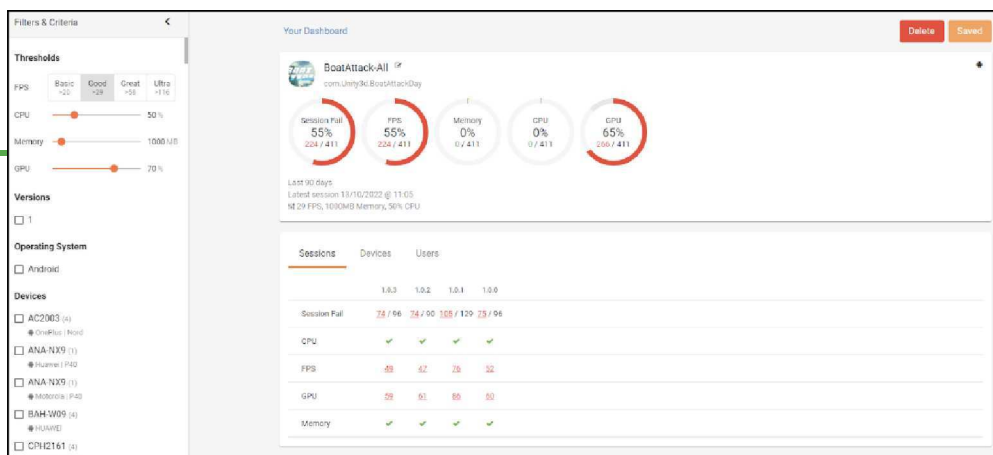 Filters & Criteria
Thresholds
FPS Basic Good Great Ultra
>29 >116
CPU 50 %
Memory 1000 MB
GPU 70 %
Versions
1
Operating System
Android
Devices
AC2003 (4)
OnePlus | Nord
ANA-NX9 (1)
Huawei | P40
ANA-NX9 (1)
Motorola | P40
BAH-W09 (4)
HUAWEI
CPH2161 (4)
Your Dashboard
Delete Saved
BoatAttack-All
com.Unity3d.BoatAttackDay
Session Fail
55%
224 / 411
FPS
55%
224 / 411
Memory
0%
0 / 411
CPU
0%
0 / 411
GPU
65%
266 / 411
Last 90 days
Latest session 13/10/2022 @ 11:05
29 FPS, 1000MB Memory, 50% CPU
Sessions Devices Users
1.0.3 1.0.2 1.0.1 1.0.0
Session Fail 74 / 96 74 / 90 108 / 129 75 / 96
CPU
FPS 49 47 76 52
GPU 59 61 86 60
Memory